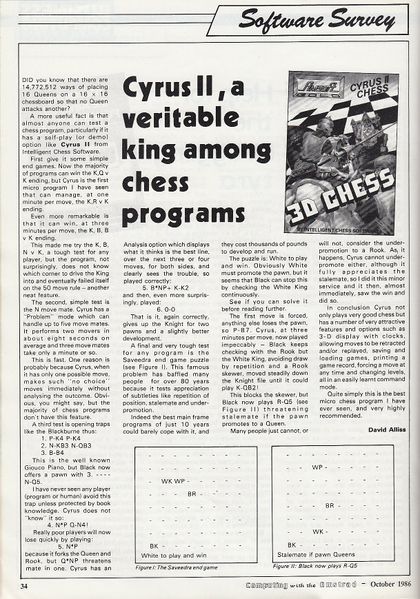 Software Survey
Cyrus II, a
veritable
king among
chess
programs
CYRUS II
CHESS
3D CHESS
BY INTELLIGENT CHESS SOFTWARE
DID you know that there are
14,772,512 ways of placing
16 Queens on a 16 × 16
chessboard so that no Queen
attacks another?
A more useful fact is that
almost anyone can test a
chess program, particularly if it
has a self-play (or demo)
option like Cyrus II from
Intelligent Chess Software.
First give it some simple
end games. Now the majority
of programs can win the K,Q v
K ending, but Cyrus is the first
micro program I have seen
that can manage, at one
minute per move, the K,R v K
ending.
Even more remarkable is
that it can win, at three
minutes per move, the K, B, B
v K ending.
This made me try the K, B,
N v K, a tough test for any
player, but the program, not
surprisingly, does not know
which corner to drive the King
into and eventually failed itself
on the 50 move rule – another
neat feature.
The second, simple test is
the N move mate. Cyrus has a
"Problem" mode which can
handle up to five move mates.
It performs two movers in
about eight seconds on
average and three move mates
take only a minute or so.
This is fast. One reason is
probably because Cyrus, when
it has only one possible move,
makes such "no choice"
moves immediately without
analysing the outcome. Obvi-
ous, you might say, but the
majority of chess programs
don't have this feature.
A third test is opening traps
like the Blackburne thus:
1. P-K4 P-K4
2. N-KB3 N-QB3
3. B-B4
This is the well known
Giouco Piano, but Black now
offers a pawn with 3. ----
N-Q5.
I have never seen any player
(program or human) avoid this
trap unless protected by book
knowledge. Cyrus does not
"know" it so:
4. N*P Q-N4!
Really poor players will now
lose quickly by playing:
5. N*P
because it forks the Queen and
Rook, but Q*NP threatens
mate in one. Cyrus has an
Analysis option which displays
what it thinks is the best line,
over the next three or four
moves, for both sides, and
clearly sees the trouble, so
played correctly:
5. B*NP+ K-K2
and then, even more surpris-
ingly, played:
6. 0-0
That is it, again correctly,
gives up the Knight for two
pawns and a slightly better
development.
A final and very tough test
for any program is the
Saveedra end game puzzle
(see Figure I). This famous
problem has baffled many
people for over 80 years
because it tests appreciation
of subtleties like repetition of
position, stalemate and under-
promotion.
Indeed the best main frame
programs of just 10 years
could barely cope with it, and
they cost thousands of pounds
to develop and run.
The puzzle is: White to play
and win. Obviously White
must promote the pawn, but it
seems that Black can stop this
by checking the White King
continuously.
See if you can solve it
before reading further.
The first move is forced,
anything else loses the pawn,
so P-B7. Cyrus, at three
minutes per move, now played
impeccably – Black keeps
checking with the Rook but
the White King, avoiding draw
by repetition and a Rook
skewer, moved steadily down
the Knight file until it could
play K-QB2!
This blocks the skewer, but
Black now plays R-Q5 (see
Figure II) threatening
stalemate if the pawn
promotes to a Queen.
Many people just cannot, or
will not, consider the under-
promotion to a Rook. As, it
happens, Cyrus cannot under-
promote either, although it
fully appreciates the
stalemate, so I did it this minor
service and it then, almost
immediately, saw the win and
did so.
In conclusion Cyrus not
only plays very good chess but
has a number of very attractive
features and options such as
3-D display with clocks,
allowing moves to be retracted
and/or replayed, saving and
loading games, printing a
game record, forcing a move at
any time and changing levels,
all in an easily learnt command
mode.
Quite simply this is the best
micro chess program I have
ever seen, and very highly
recommended.
David Alliss
WK WP
BR
BK
White to play and win
Figure I: The Saveedra end game
WP
BR
WK
BK
Stalemate if pawn Queens
Figure II: Black now plays R-Q5
34
Computing with the Amstrad – October 1986